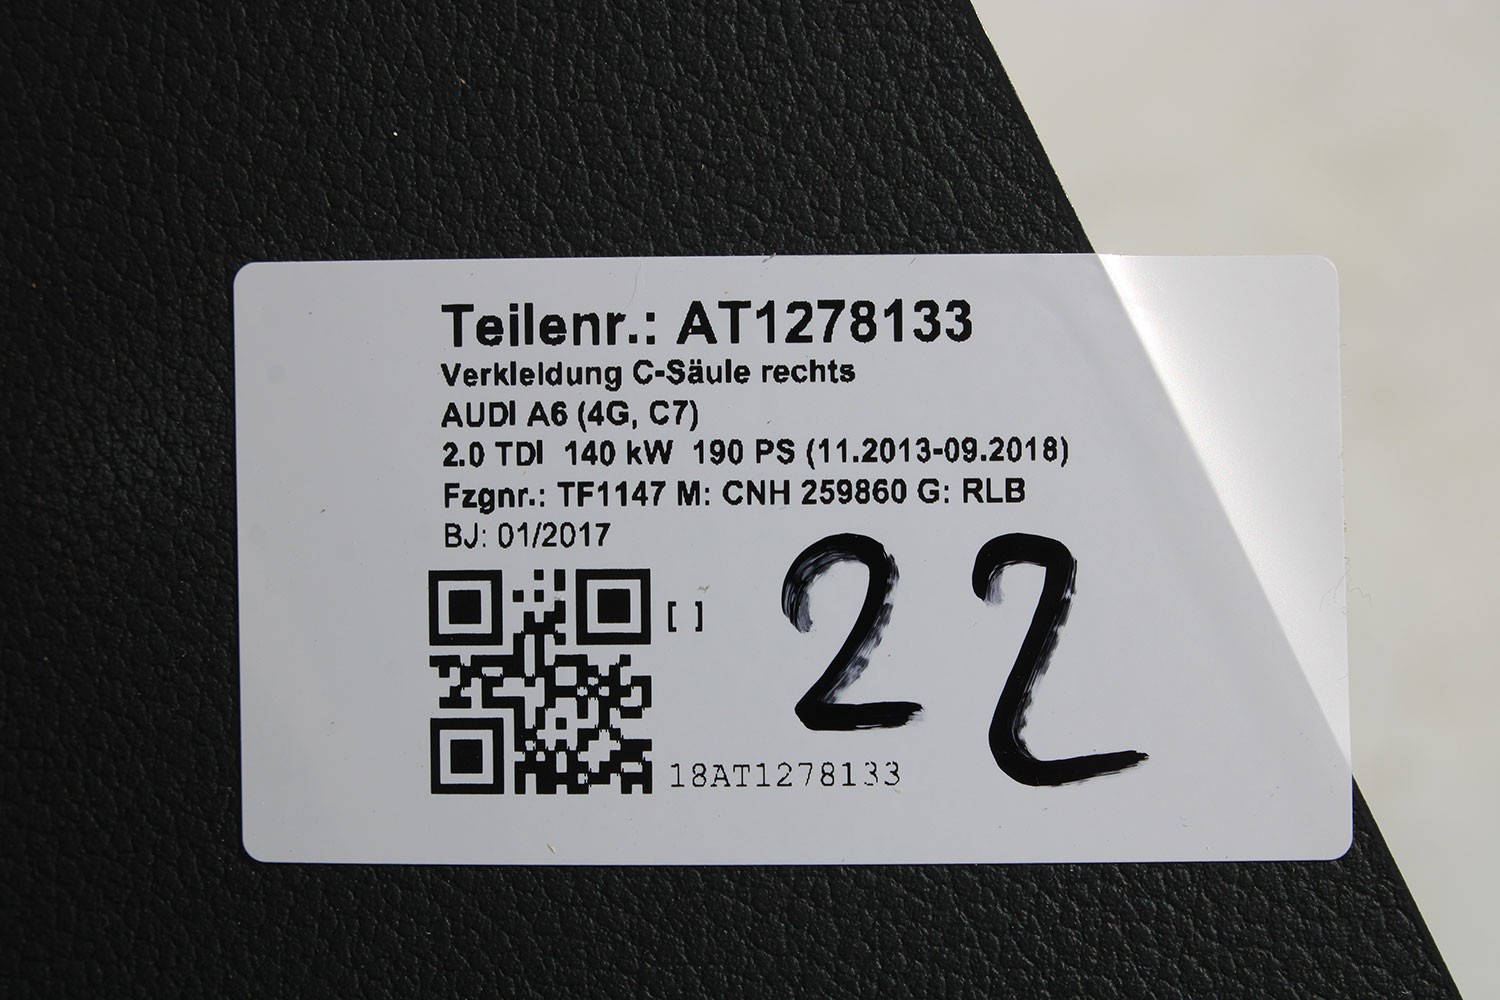 Teilenr.: AT1278133
Verkleidung C-Säule rechts
AUDI A6 (4G, C7)
2.0 TDI 140 kW 190 PS (11.2013-09.2018)
Fzgnr.: TF1147 M: CNH 259860 G: RLB
BJ: 01/2017
[ ]
22
18AT1278133